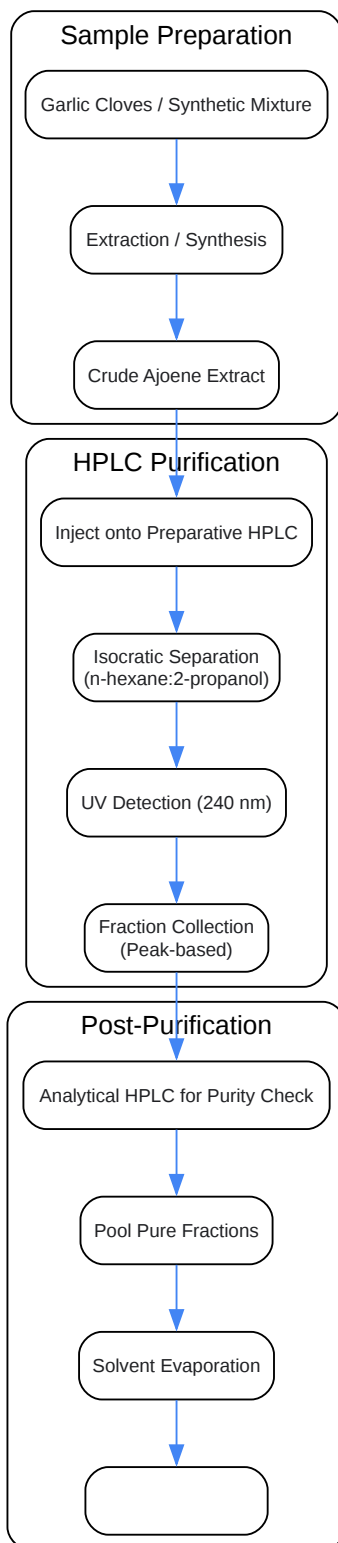 Sample Preparation
Garlic Cloves / Synthetic Mixture
Extraction / Synthesis
Crude Ajoene Extract
HPLC Purification
Inject onto Preparative HPLC
Isocratic Separation
(n-hexane:2-propanol)
UV Detection (240 nm)
Fraction Collection
(Peak-based)
Post-Purification
Analytical HPLC for Purity Check
Pool Pure Fractions
Solvent Evaporation